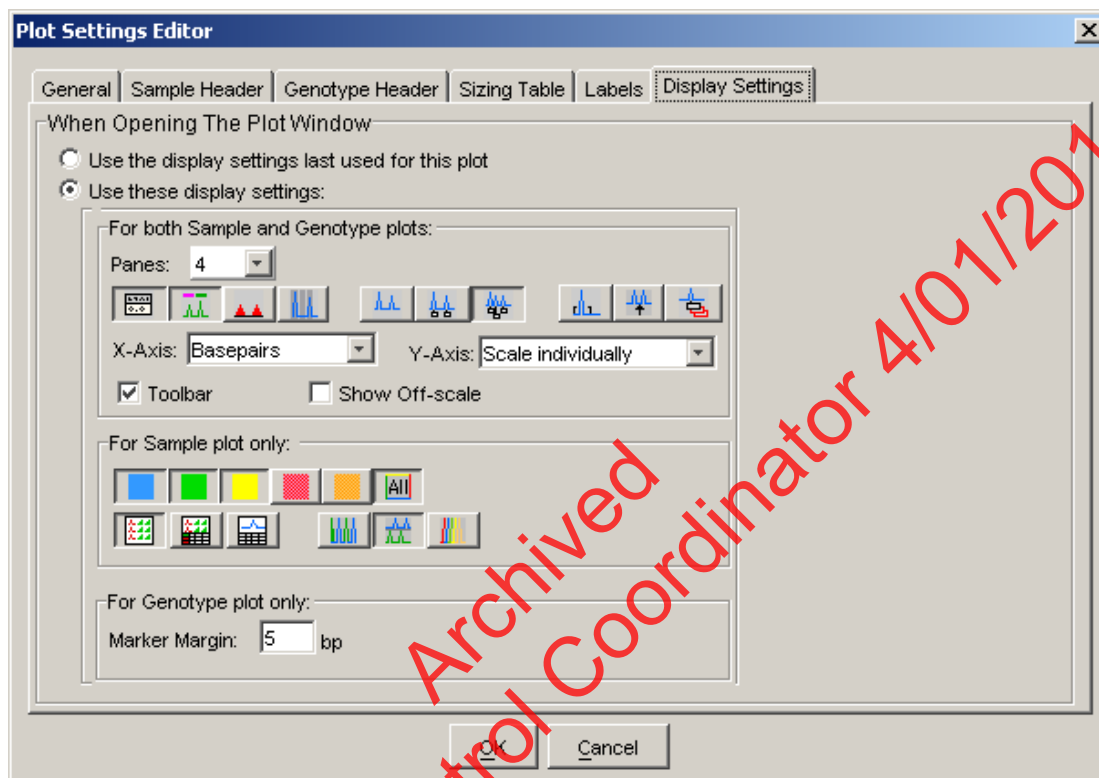 Plot Settings Editor
General Sample Header Genotype Header Sizing Table Labels Display Settings
When Opening The Plot Window
Use the display settings last used for this plot
Use these display settings:
For both Sample and Genotype plots:
Panes: 4
X-Axis: Basepairs Y-Axis: Scale individually
Toolbar Show Off-scale
For Sample plot only:
All
For Genotype plot only:
Marker Margin: 5 bp
OK Cancel
Archived
Coordinator 4/01/201